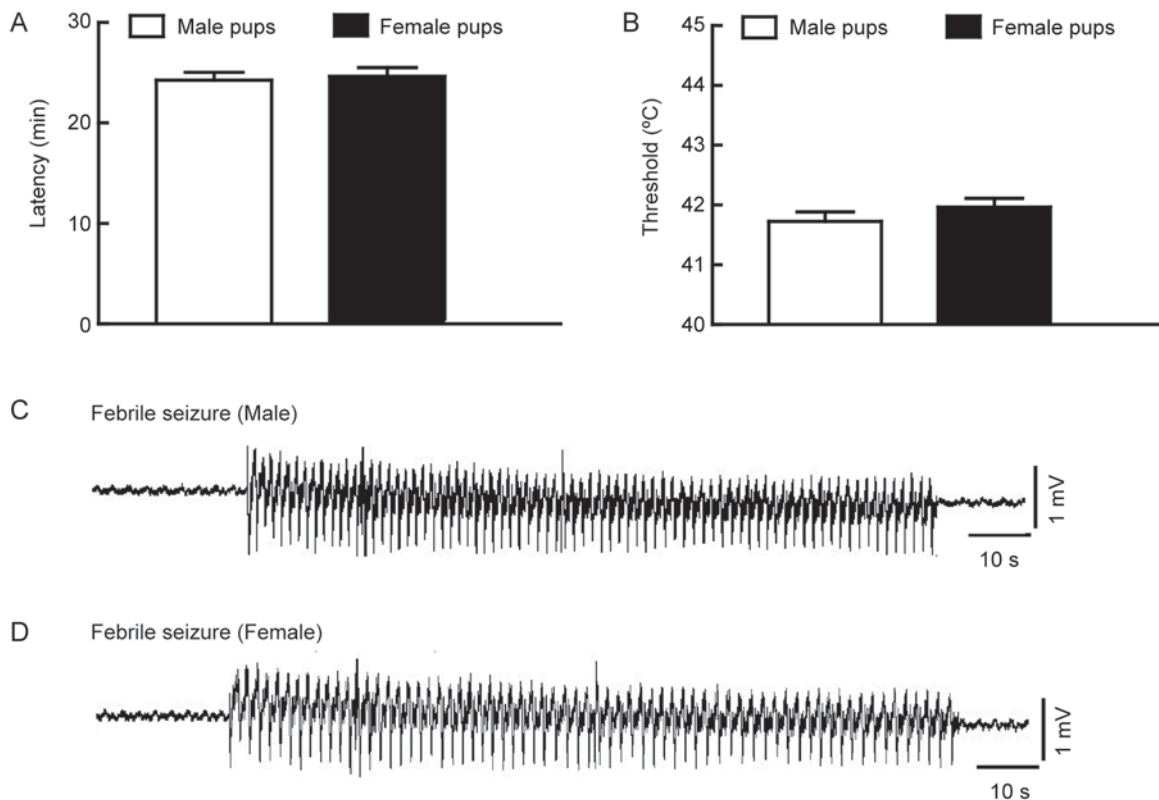 A
Male pups
Female pups
Latency (min)
30
20
10
0
B
Male pups
Female pups
Threshold (ºC)
45
44
43
42
41
40
C
Febrile seizure (Male)
1 mV
10 s
D
Febrile seizure (Female)
1 mV
10 s